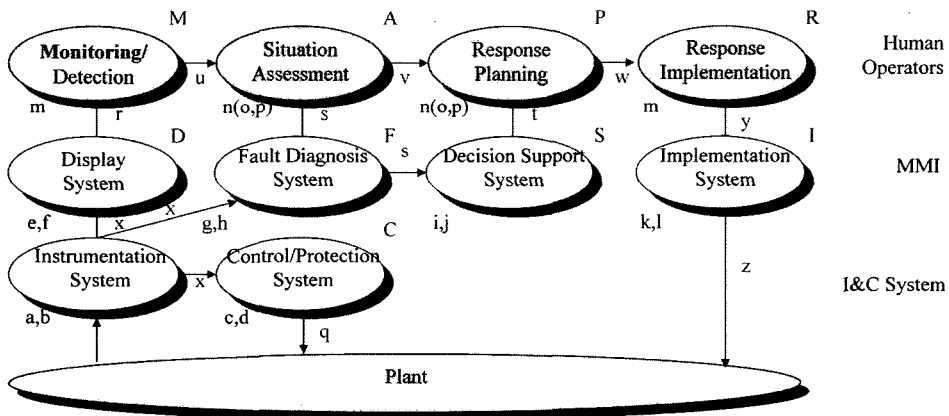 M A P R
Monitoring/ Situation Response Response Human
Detection Assessment Planning Implementation Operators
u v w
m r n(o,p) s n(o,p) t m y
D F S I
Display Fault Diagnosis s Decision Support Implementation MMI
System System System System
e,f x x g,h i,j k,l
C
Instrumentation Control/Protection z
System x System I&C System
a,b c,d q
Plant